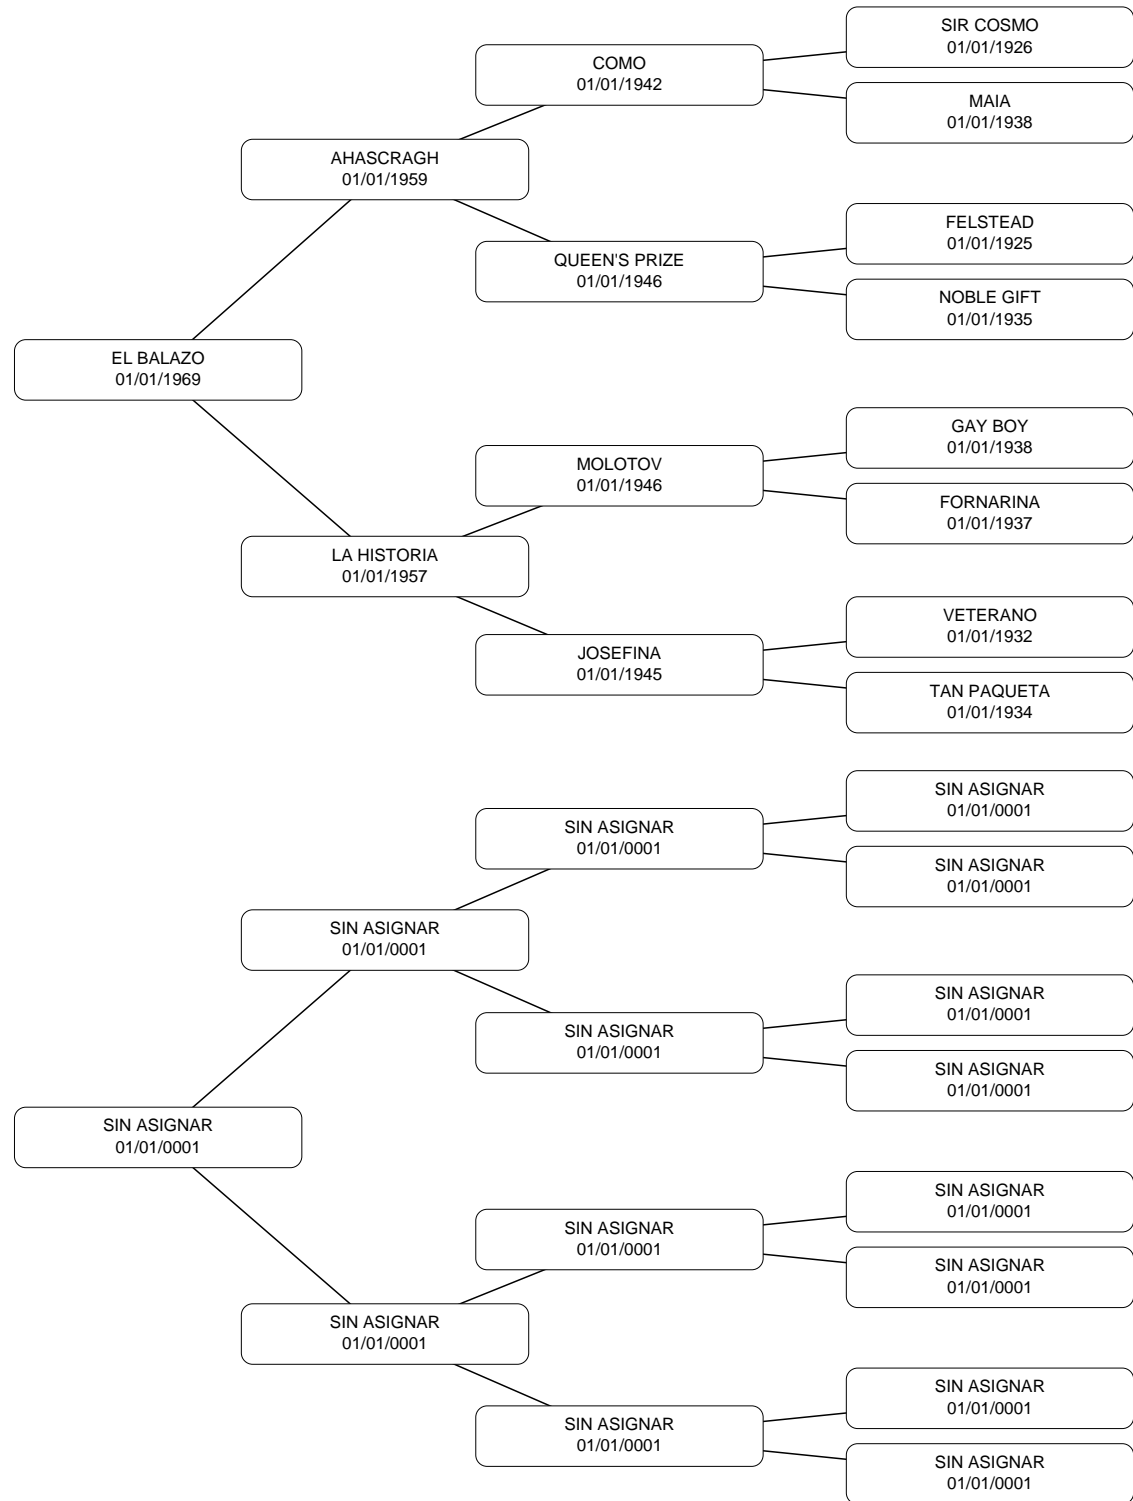 SIR COSMO
01/01/1926
COMO
01/01/1942
MAIA
01/01/1938
AHASCRAGH
01/01/1959
FELSTEAD
01/01/1925
QUEEN'S PRIZE
01/01/1946
NOBLE GIFT
01/01/1935
EL BALAZO
01/01/1969
GAY BOY
01/01/1938
MOLOTOV
01/01/1946
FORNARINA
01/01/1937
LA HISTORIA
01/01/1957
VETERANO
01/01/1932
JOSEFINA
01/01/1945
TAN PAQUETA
01/01/1934
SIN ASIGNAR
01/01/0001
SIN ASIGNAR
01/01/0001
SIN ASIGNAR
01/01/0001
SIN ASIGNAR
01/01/0001
SIN ASIGNAR
01/01/0001
SIN ASIGNAR
01/01/0001
SIN ASIGNAR
01/01/0001
SIN ASIGNAR
01/01/0001
SIN ASIGNAR
01/01/0001
SIN ASIGNAR
01/01/0001
SIN ASIGNAR
01/01/0001
SIN ASIGNAR
01/01/0001
SIN ASIGNAR
01/01/0001
SIN ASIGNAR
01/01/0001
SIN ASIGNAR
01/01/0001